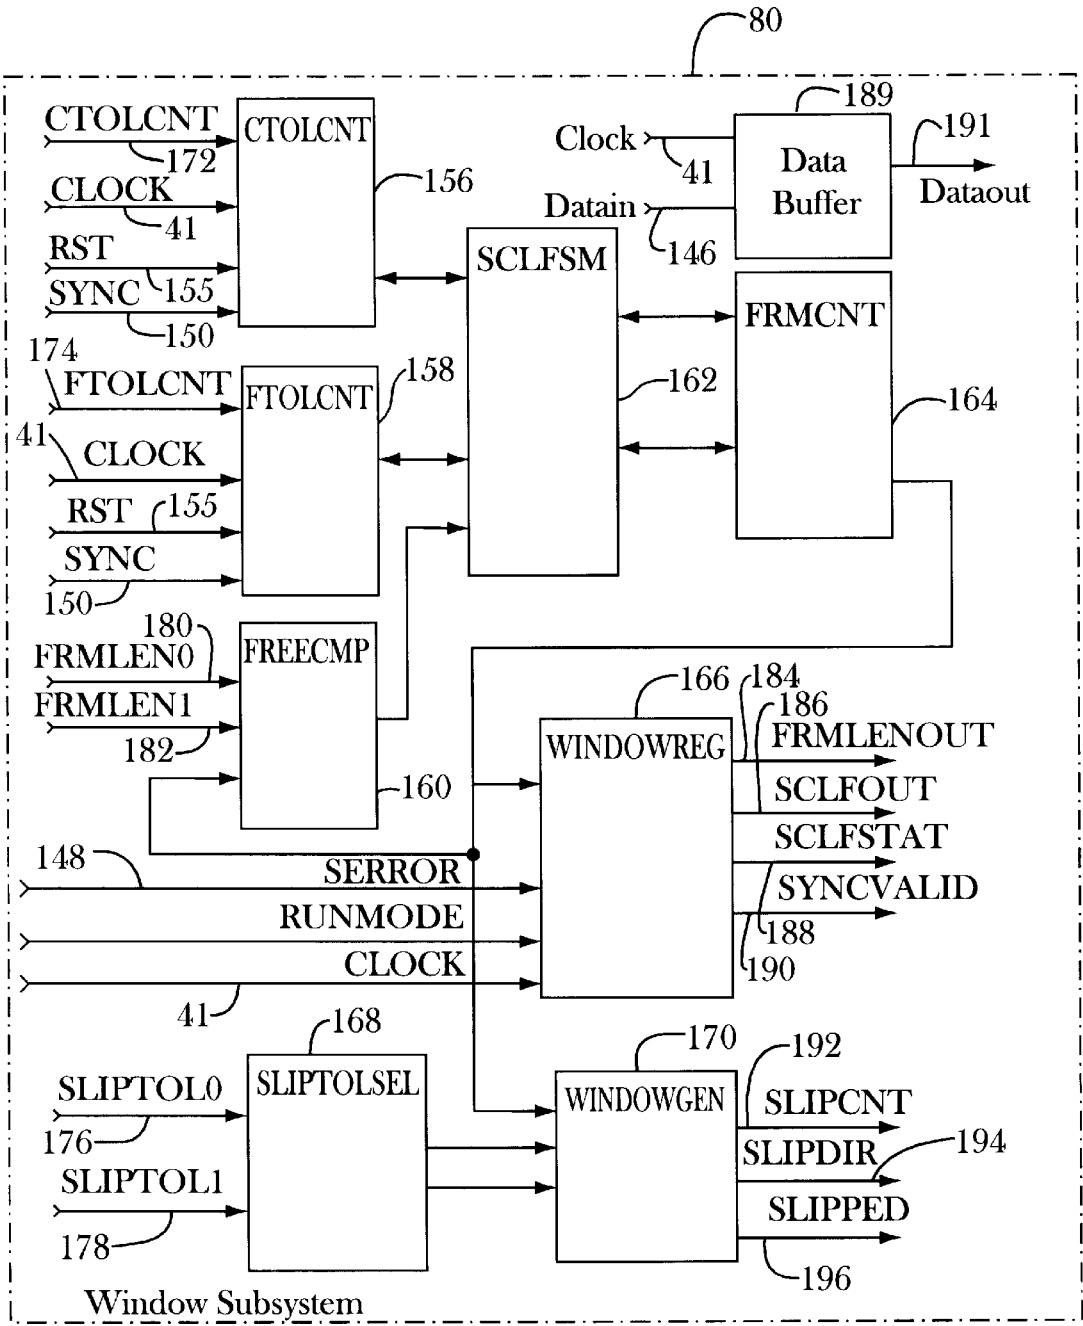 80
CTOLCNT
172
CLOCK
41
RST
155
SYNC
150
CTOLCNT
156
Clock
41
Datain
146
189
Data
Buffer
191
Dataout
SCLFSM
162
FRMCNT
164
174
FTOLCNT
41
CLOCK
RST
155
SYNC
150
FTOLCNT
158
180
FRMLEN0
FRMLEN1
182
FREECMP
160
148
SERROR
RUNMODE
CLOCK
41
166
WINDOWREG
184
186
FRMLENOUT
SCLFOUT
SCLFSTAT
SYNCVALID
188
190
168
SLIPTOLSEL
SLIPTOL0
176
SLIPTOL1
178
170
WINDOWGEN
192
SLIPCNT
SLIPDIR
194
SLIPPED
196
Window Subsystem